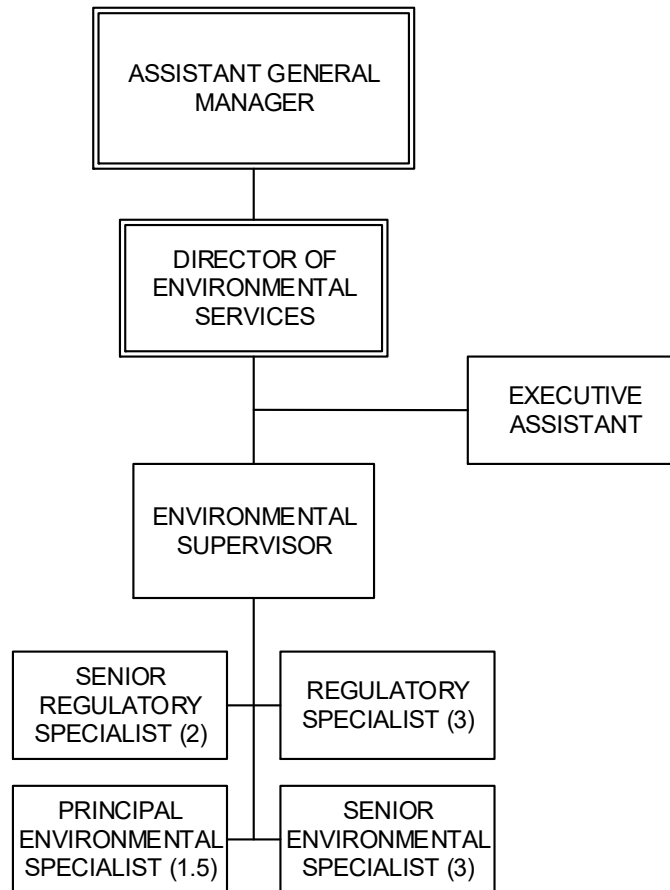 ASSISTANT GENERAL
MANAGER
DIRECTOR OF
ENVIRONMENTAL
SERVICES
EXECUTIVE
ASSISTANT
ENVIRONMENTAL
SUPERVISOR
SENIOR
REGULATORY
SPECIALIST (2)
REGULATORY
SPECIALIST (3)
PRINCIPAL
ENVIRONMENTAL
SPECIALIST (1.5)
SENIOR
ENVIRONMENTAL
SPECIALIST (3)